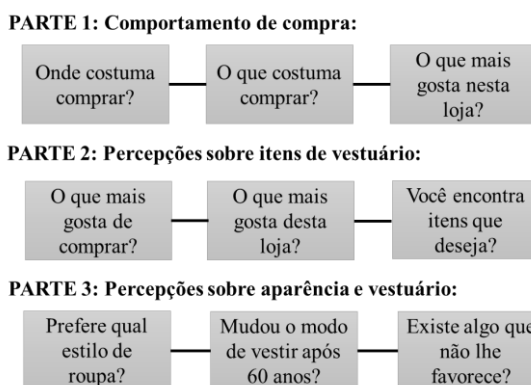 PARTE 1: Comportamento de compra:
Onde costuma
comprar?
O que costuma
comprar?
O que mais
gosta nesta
loja?
PARTE 2: Percepções sobre itens de vestuário:
O que mais
gosta de
comprar?
O que mais
gosta desta
loja?
Você encontra
itens que
deseja?
PARTE 3: Percepções sobre aparência e vestuário:
Prefere qual
estilo de
roupa?
Mudou o modo
de vestir após
60 anos?
Existe algo que
não lhe
favorece?